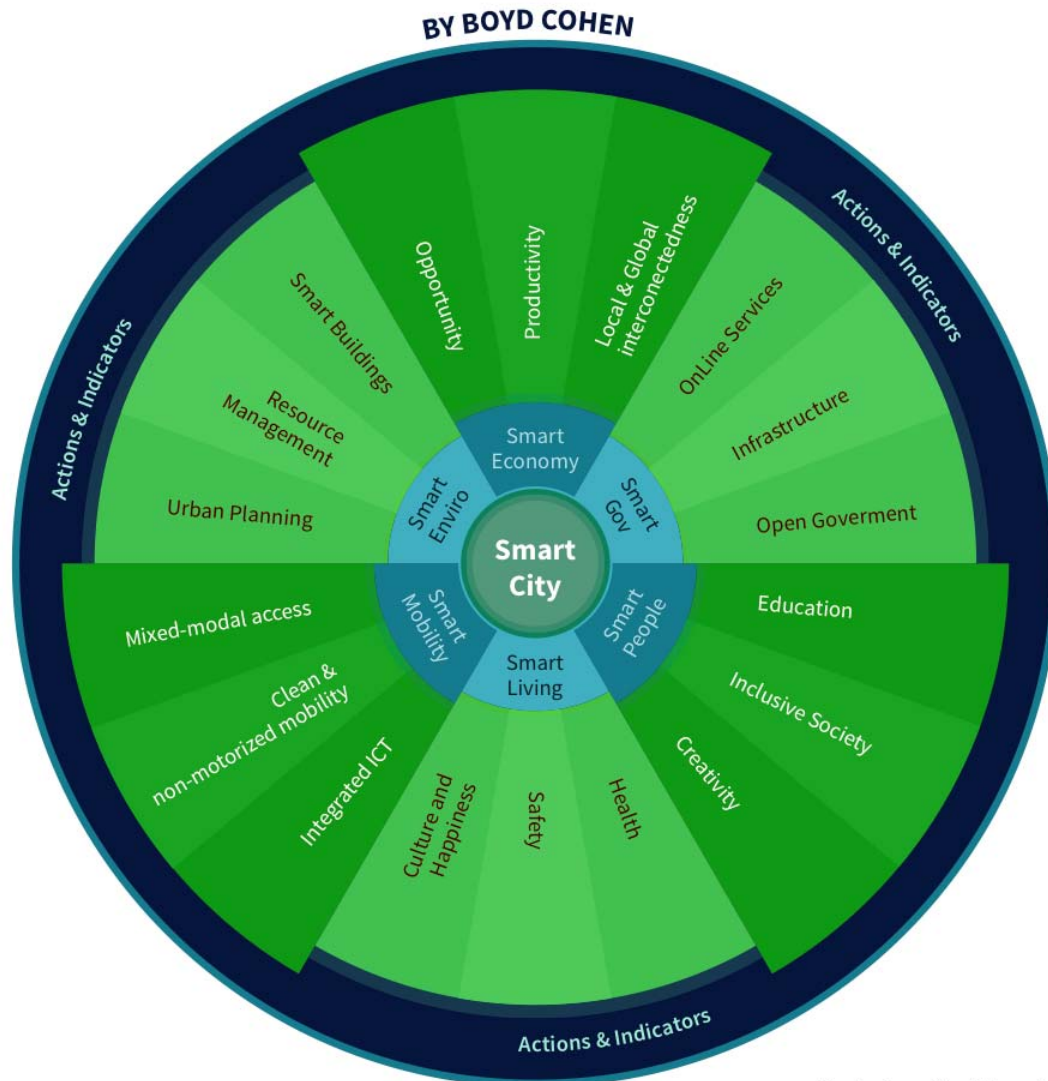 BY BOYD COHEN
Actions & Indicators
Actions & Indicators
Opportunity
Productivity
Local & Global
interconectedness
Smart Buildings
Resource
Management
Urban Planning
OnLine Services
Infrastructure
Open Goverment
Smart
Economy
Smart
Enviro
Smart
Gov
Smart
City
Smart
Mobility
Smart
People
Smart
Living
Mixed-modal access
Clean &
non-motorized mobility
Integrated ICT
Education
Inclusive Society
Creativity
Culture and
Happiness
Safety
Health
Actions & Indicators